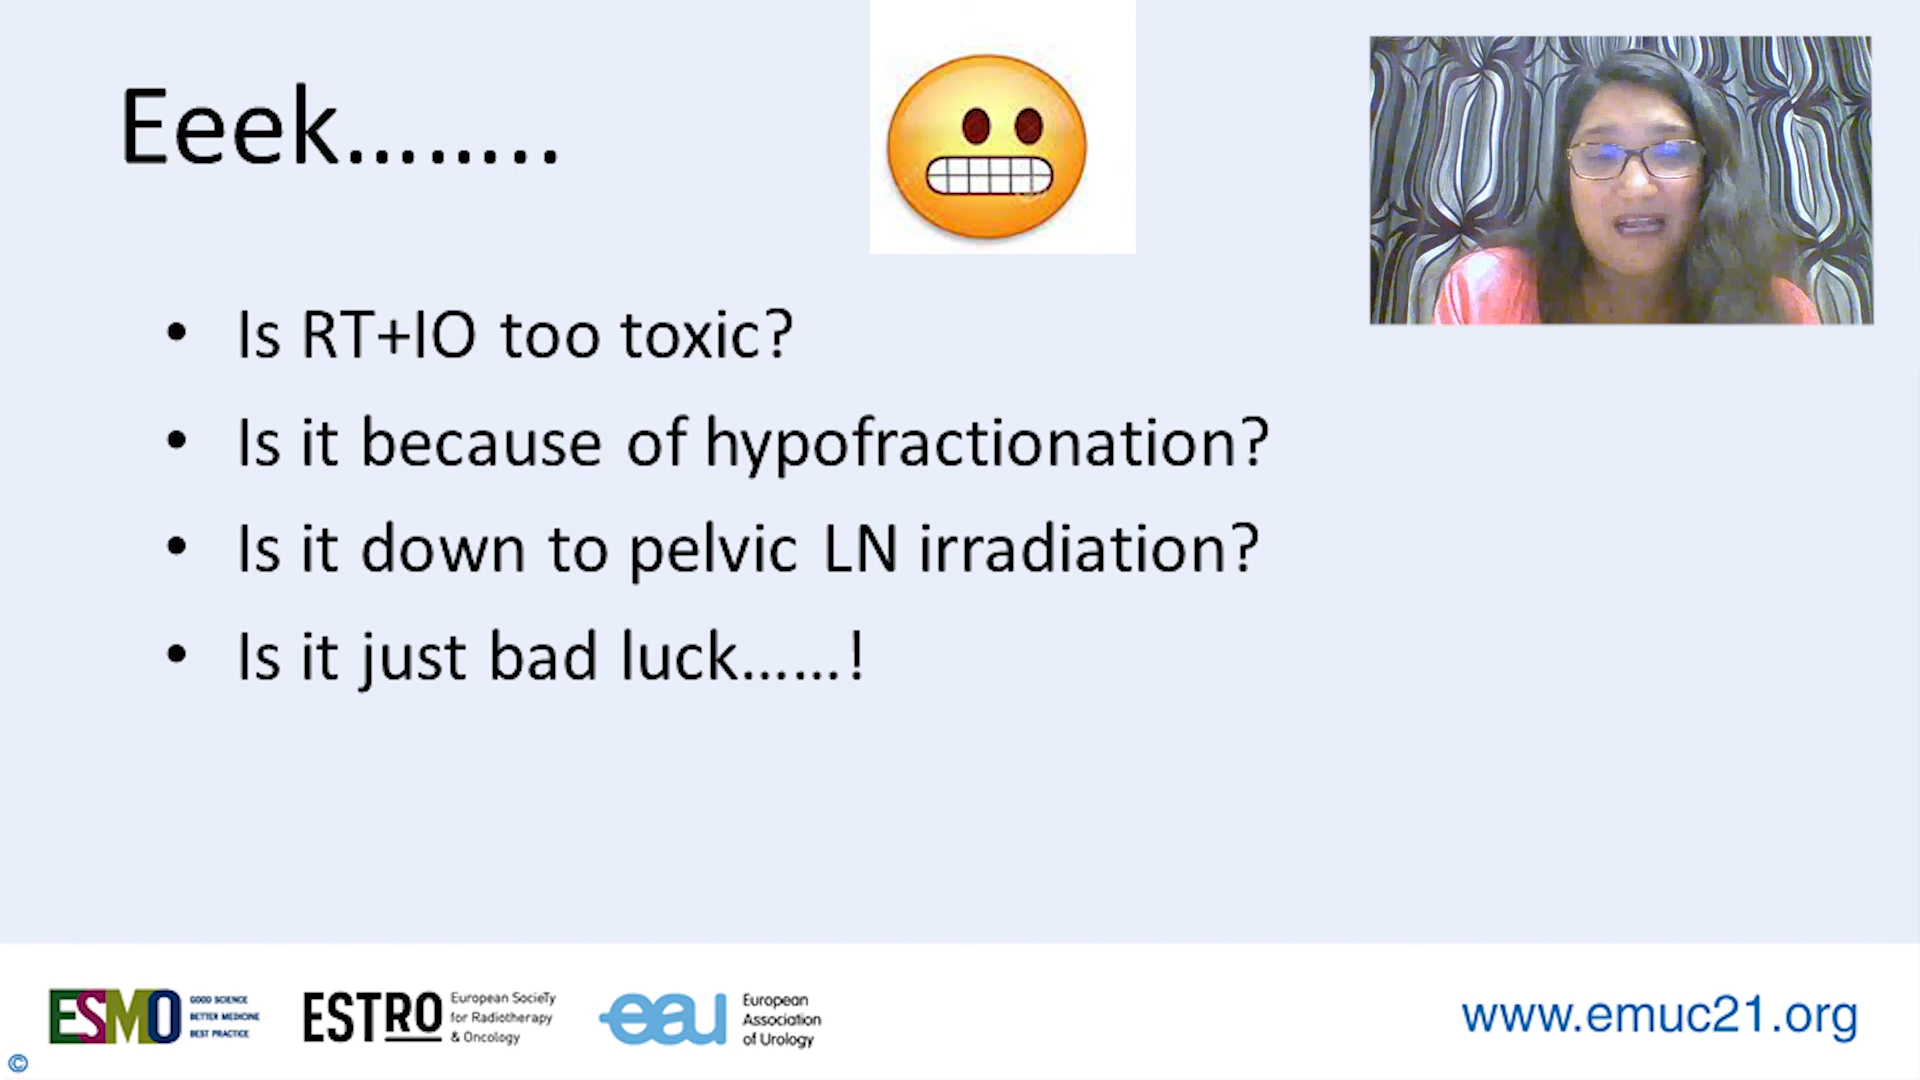 Eeek……..
• Is RT+IO too toxic?
• Is it because of hypofractionation?
• Is it down to pelvic LN irradiation?
• Is it just bad luck……!
ESMO
GOOD SCIENCE
BETTER MEDICINE
BEST PRACTICE
ESTRO
European SocieTy
for Radiotherapy
& Oncology
eau
European
Association
of Urology
www.emuc21.org
©